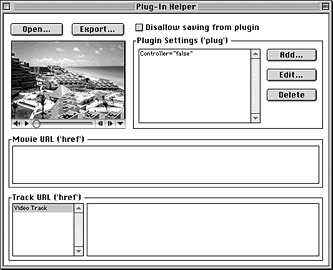 Plug-In Helper
Open...
Export...
Disallow saving from plugin
Plugin Settings ('plug')
Controller="false"
Add...
Edit...
Delete
Movie URL ('href')
Track URL ('href')
Video Track